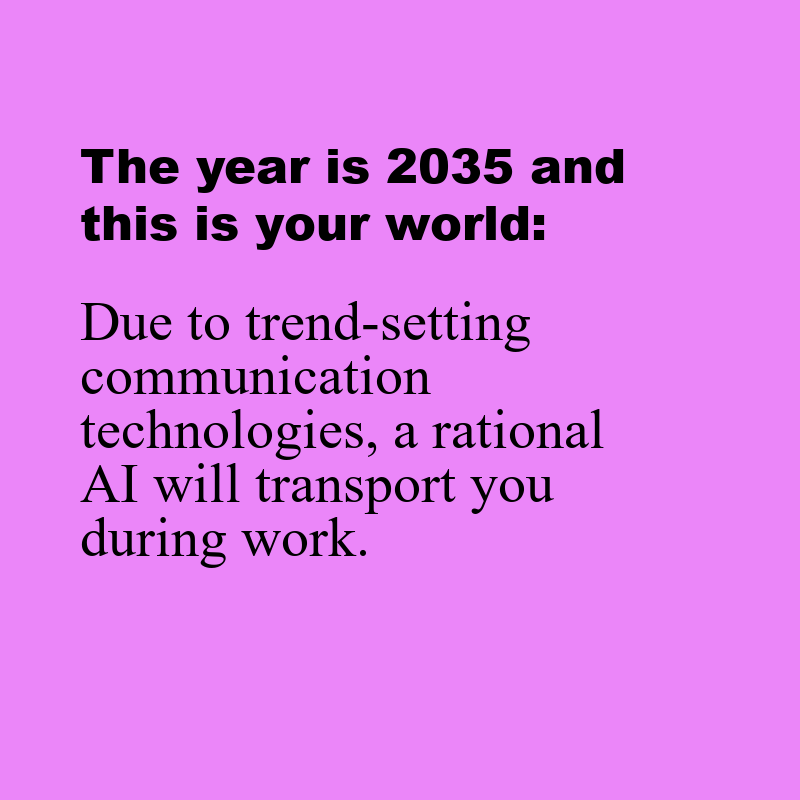 The year is 2035 and
this is your world:
Due to trend-setting
communication
technologies, a rational
AI will transport you
during work.